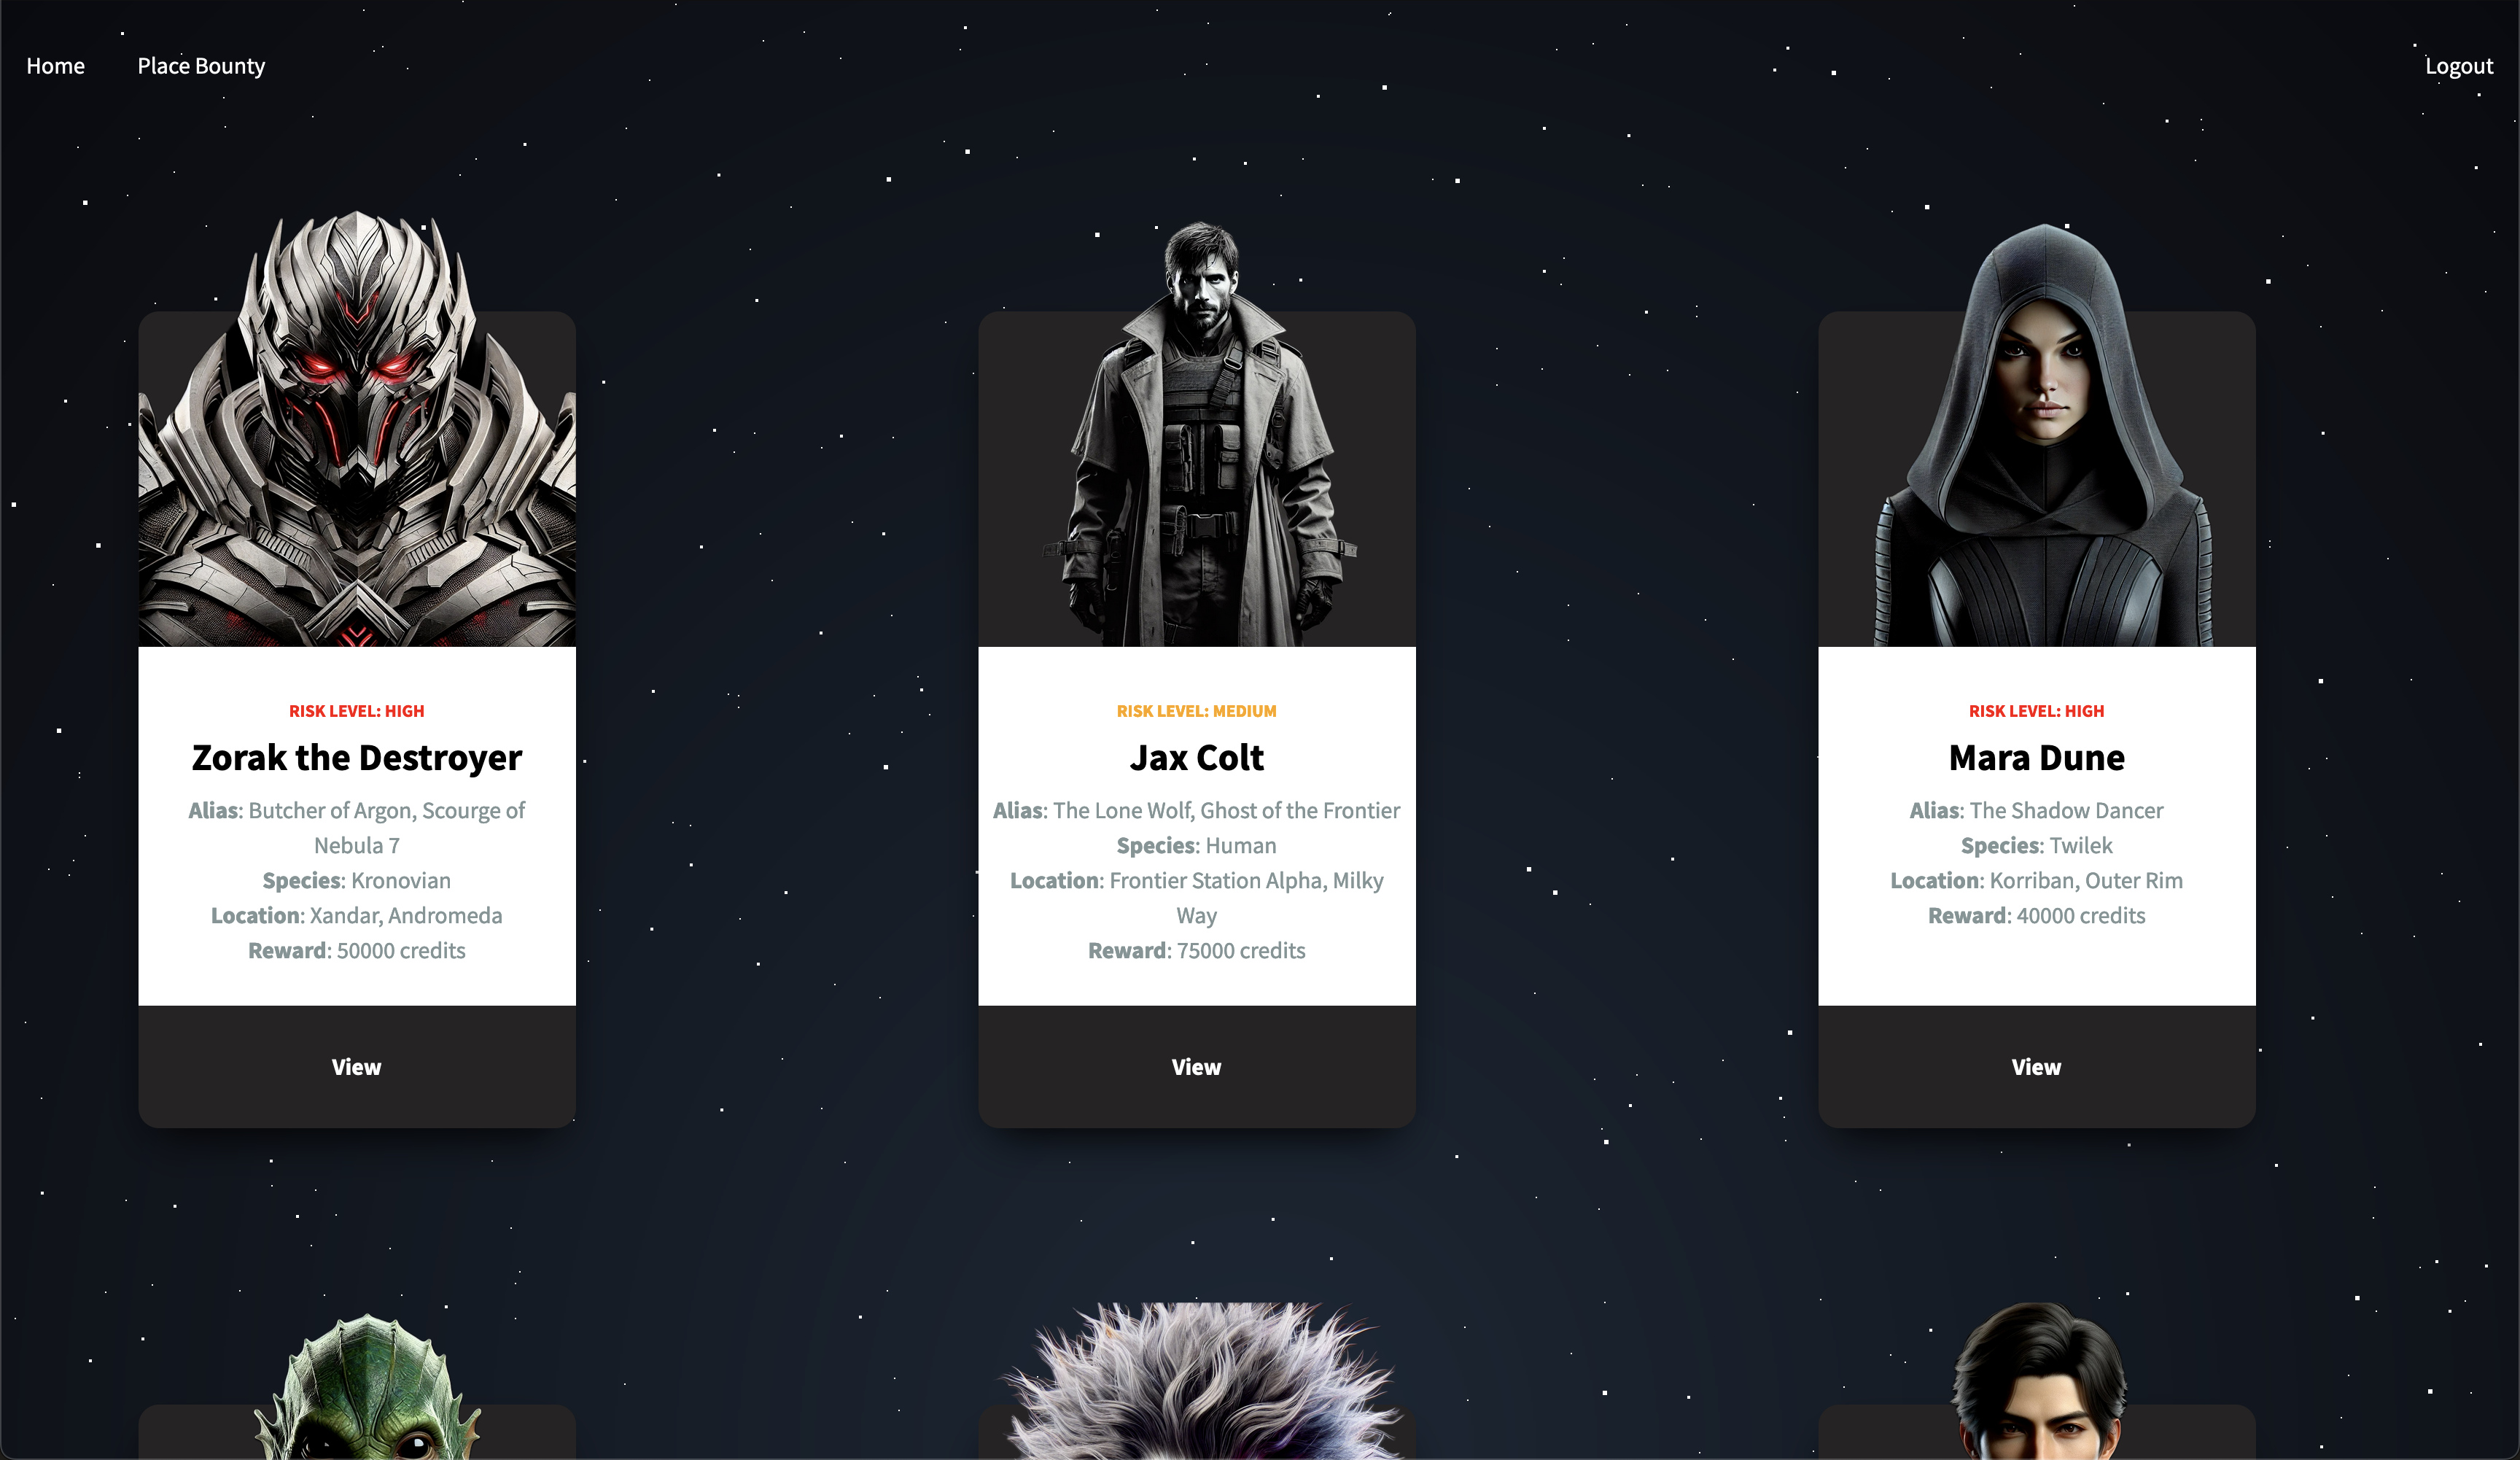 Home
Place Bounty
Logout
RISK LEVEL: HIGH
Zorak the Destroyer
Alias: Butcher of Argon, Scourge of
Nebula 7
Species: Kronovian
Location: Xandar, Andromeda
Reward: 50000 credits
View
RISK LEVEL: MEDIUM
Jax Colt
Alias: The Lone Wolf, Ghost of the Frontier
Species: Human
Location: Frontier Station Alpha, Milky
Way
Reward: 75000 credits
View
RISK LEVEL: HIGH
Mara Dune
Alias: The Shadow Dancer
Species: Twilek
Location: Korriban, Outer Rim
Reward: 40000 credits
View